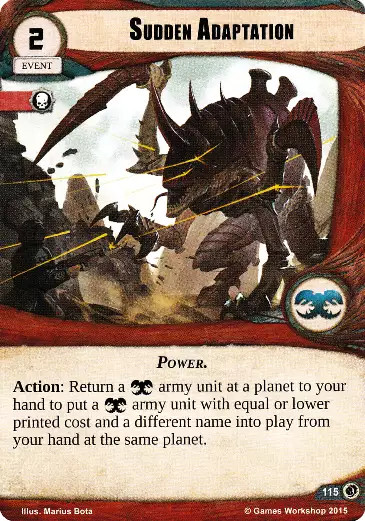 2
EVENT
SUDDEN ADAPTATION
POWER.
Action: Return a army unit at a planet to your
hand to put a army unit with equal or lower
printed cost and a different name into play from
your hand at the same planet.
115
Illus. Marius Bota
© Games Workshop 2015